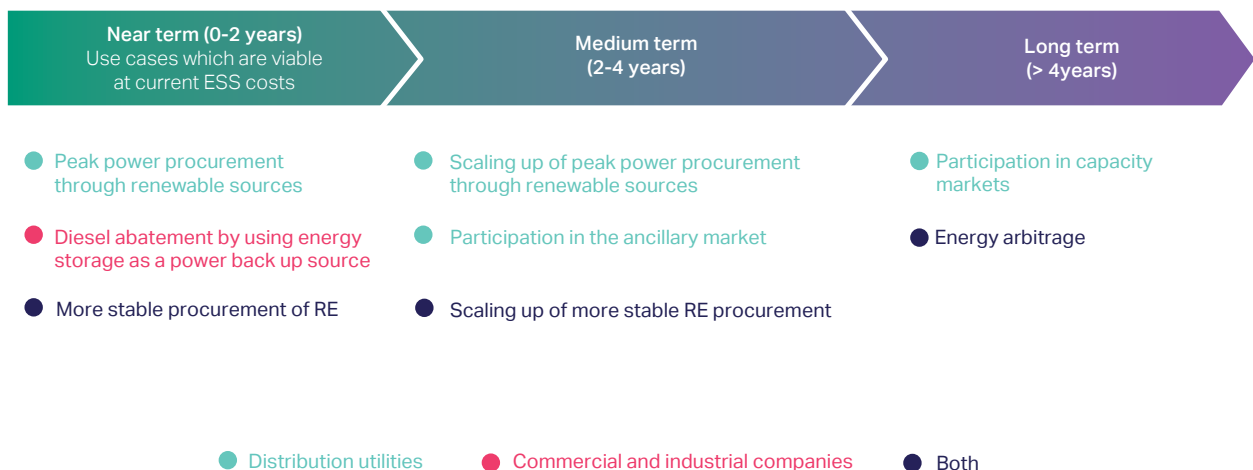 Near term (0-2 years)
Use cases which are viable
at current ESS costs
Medium term
(2-4 years)
Long term
(> 4years)
Peak power procurement
through renewable sources
Diesel abatement by using energy
storage as a power back up source
More stable procurement of RE
Scaling up of peak power procurement
through renewable sources
Participation in the ancillary market
Scaling up of more stable RE procurement
Participation in capacity
markets
Energy arbitrage
Distribution utilities
Commercial and industrial companies
Both